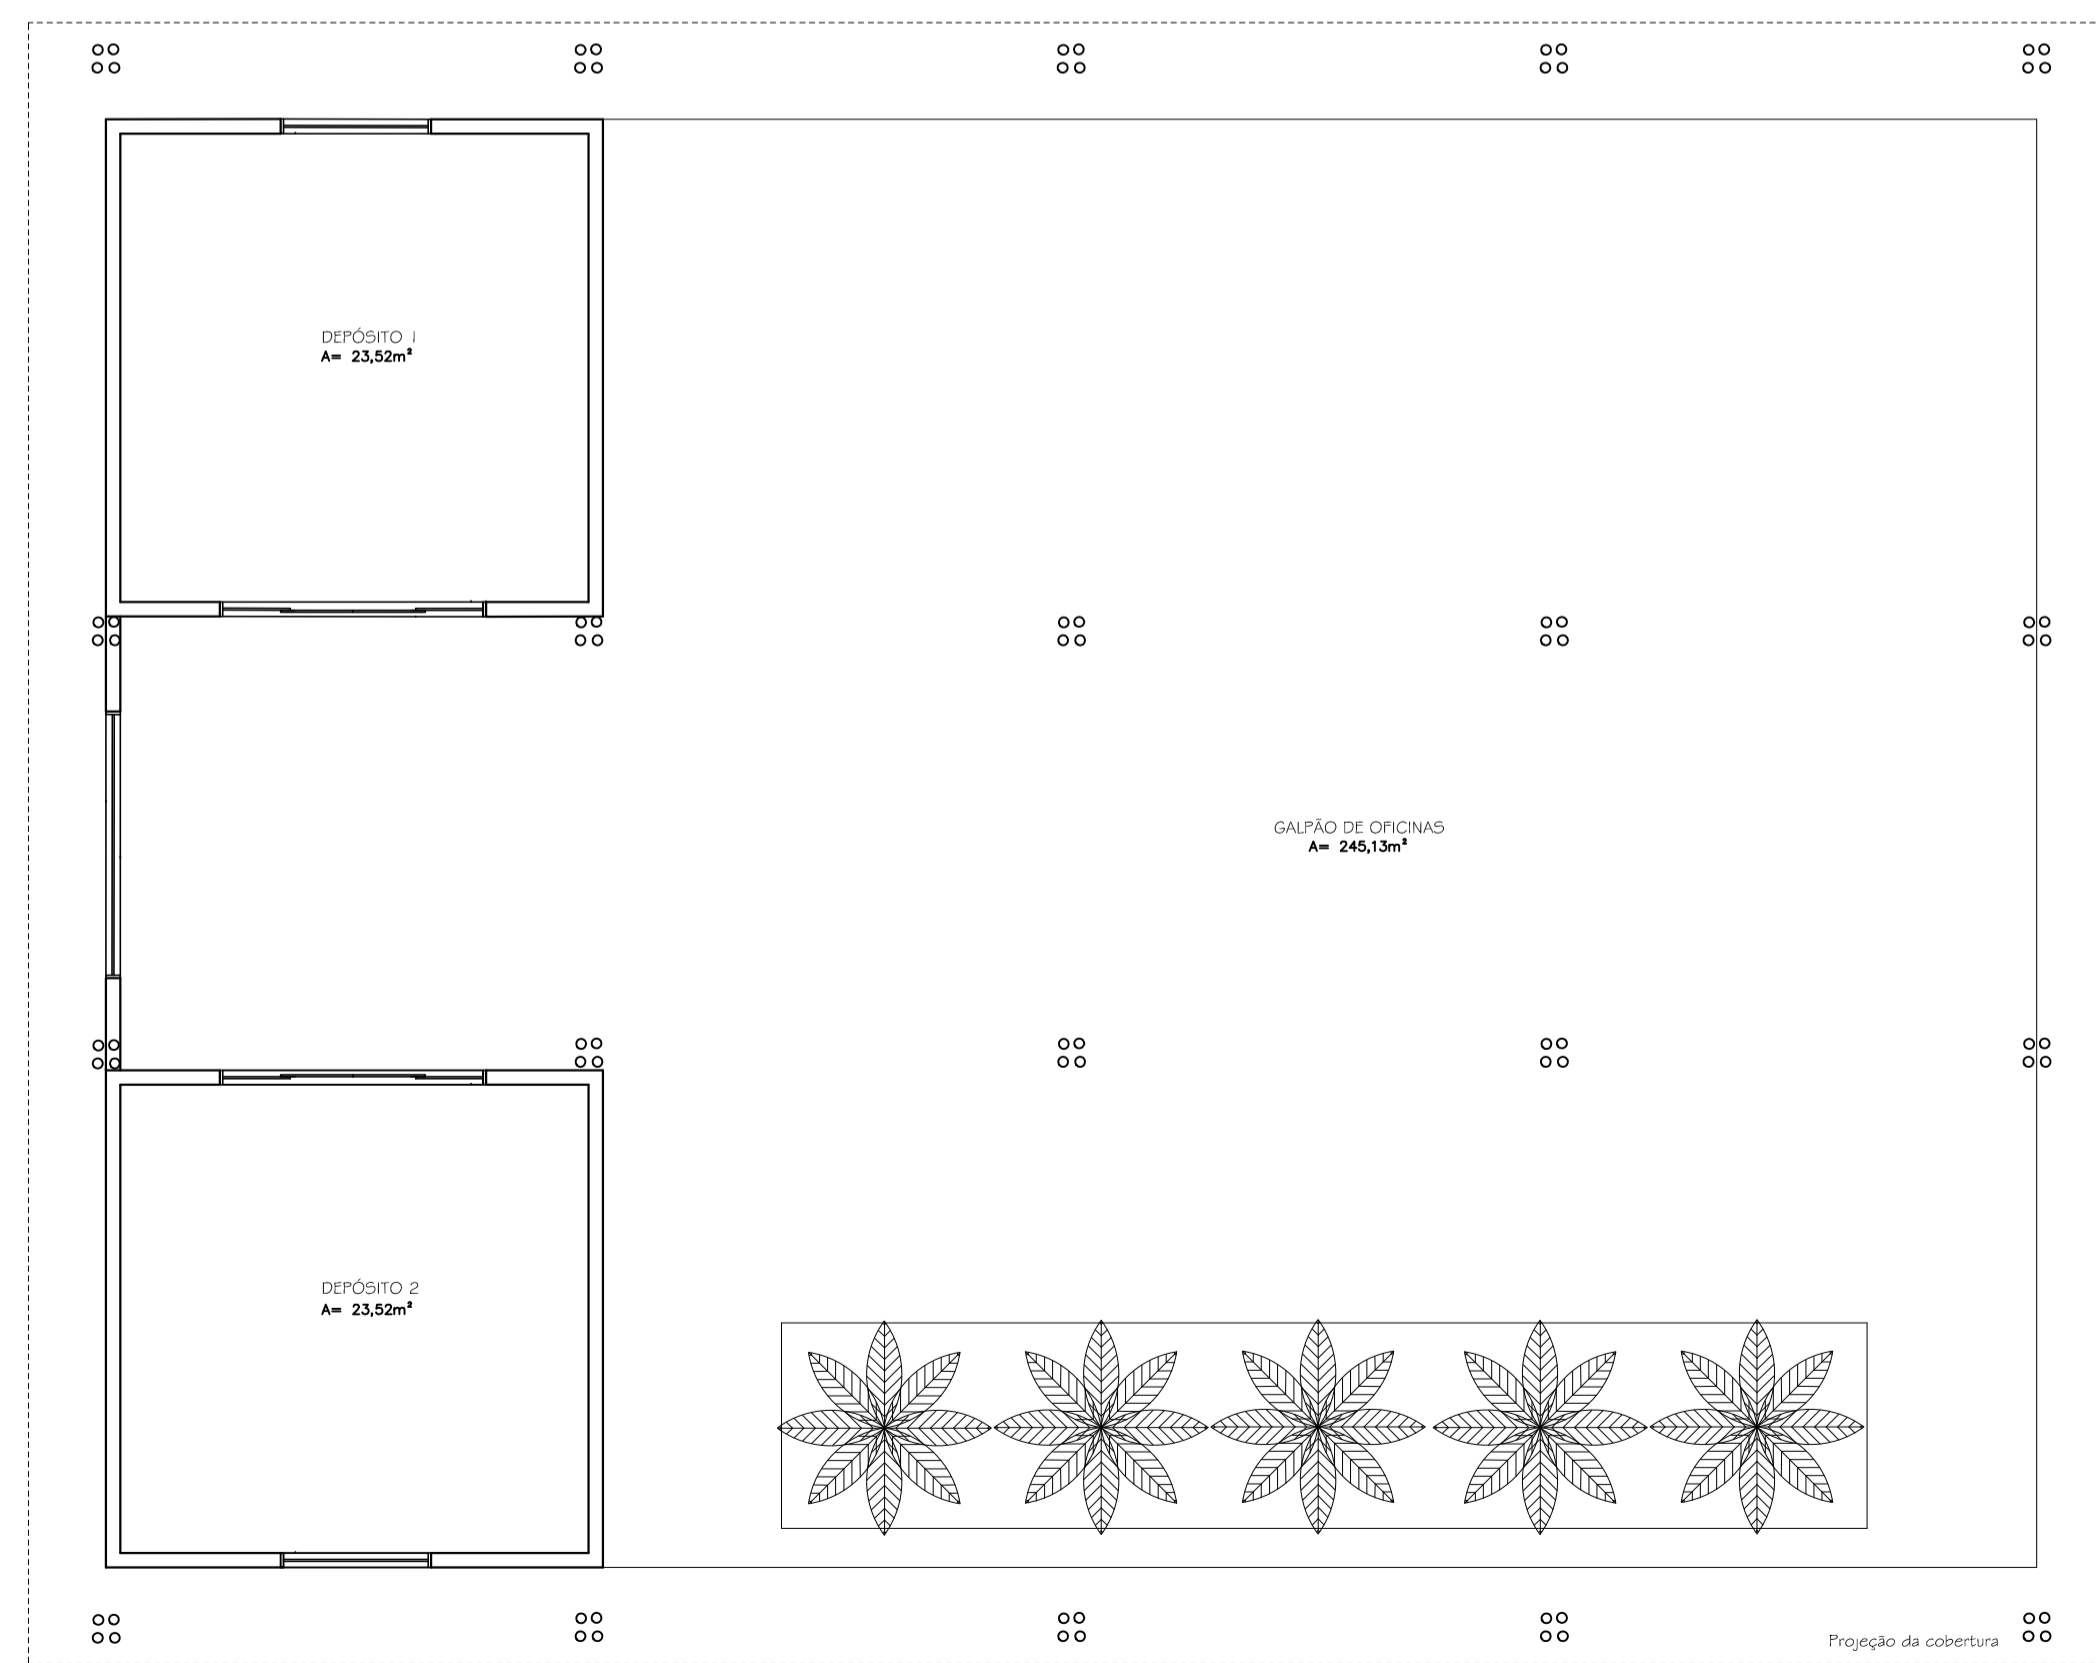 DEPÓSITO 1
A= 23,52m²
GALPÃO DE OFICINAS
A= 245,13m²
DEPÓSITO 2
A= 23,52m²
Projeção da cobertura